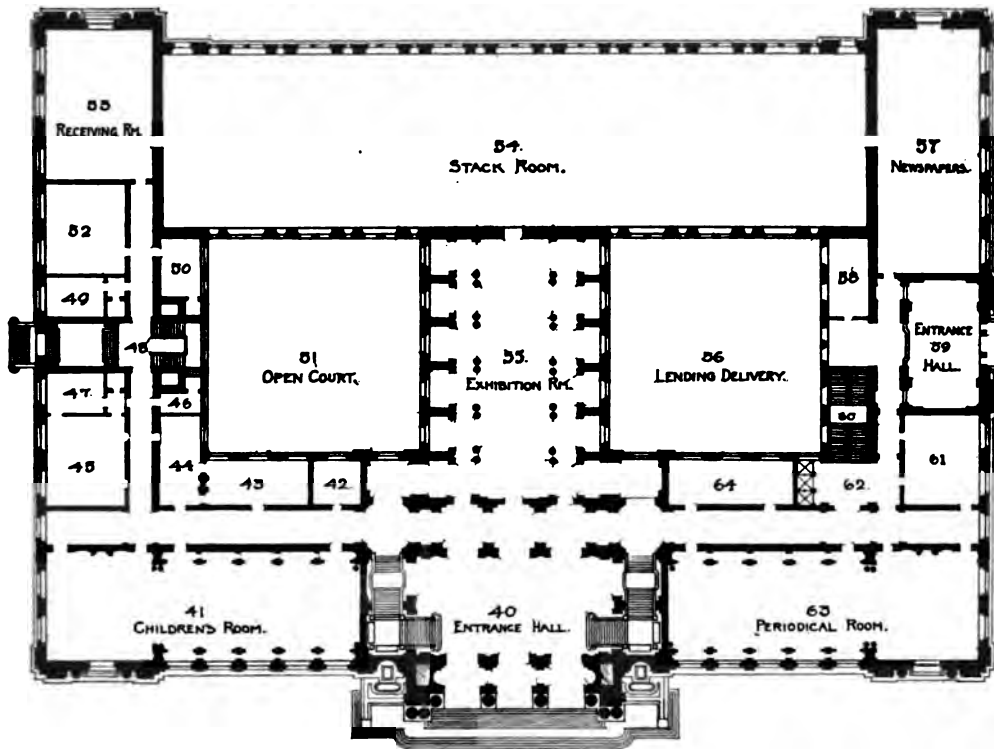 53
RECEIVING RM.
54.
STACK ROOM.
57
NEWSPAPERS.
52
50
58
49
48
51
OPEN COURT.
55.
EXHIBITION RM.
56
LENDING DELIVERY.
ENTRANCE
59
HALL.
47
46
60
45
44
43
42
64
62
61
41
CHILDREN'S ROOM.
40
ENTRANCE HALL.
63
PERIODICAL ROOM.